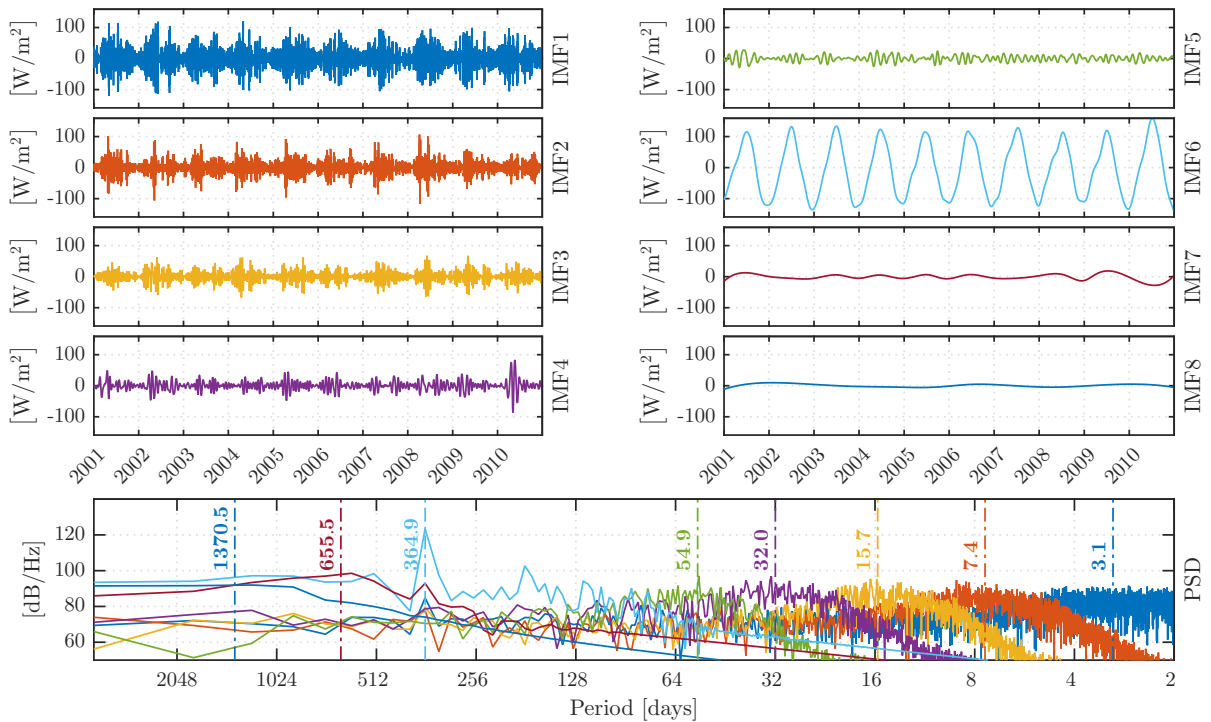 100
0
-100
[W/m²]
IMF1
100
0
-100
[W/m²]
IMF5
100
0
-100
[W/m²]
IMF2
100
0
-100
[W/m²]
IMF6
100
0
-100
[W/m²]
IMF3
100
0
-100
[W/m²]
IMF7
100
0
-100
[W/m²]
IMF4
100
0
-100
[W/m²]
IMF8
2001 2002 2003 2004 2005 2006 2007 2008 2009 2010
2001 2002 2003 2004 2005 2006 2007 2008 2009 2010
120
100
80
60
[dB/Hz]
1370.5
655.5
364.9
54.9
32.0
15.7
7.4
3.1
PSD
2048 1024 512 256 128 64 32 16 8 4 2
Period [days]